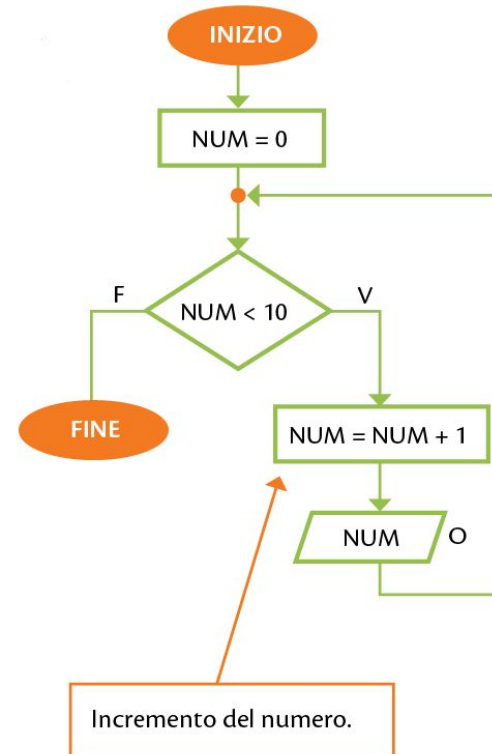 INIZIO
NUM = 0
NUM < 10
F
V
FINE
NUM = NUM + 1
NUM
O
Incremento del numero.